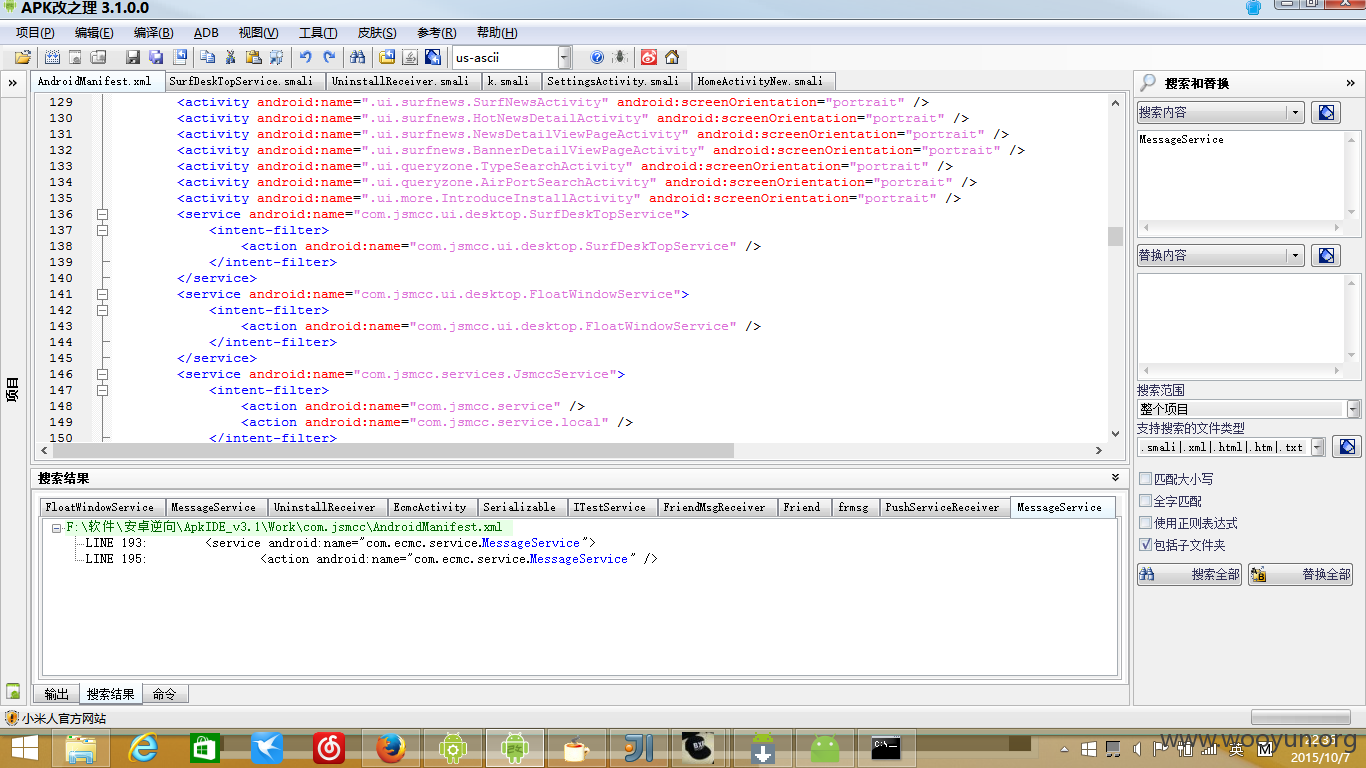 APK改之理 3.1.0.0
项目(P) 编辑(E) 编译(B) ADB 视图(V) 工具(T) 皮肤(S) 参考(R) 帮助(H)
us-ascii
AndroidManifest.xml SurfDeskTopService.smali UninstallReceiver.smali k.smali SettingsActivity.smali HomeActivityNew.smali
129 <activity android:name=".ui.surfnews.SurfNewsActivity" android:screenOrientation="portrait" />
130 <activity android:name=".ui.surfnews.HotNewsDetailActivity" android:screenOrientation="portrait" />
131 <activity android:name=".ui.surfnews.NewsDetailViewPageActivity" android:screenOrientation="portrait" />
132 <activity android:name=".ui.surfnews.BannerDetailViewPageActivity" android:screenOrientation="portrait" />
133 <activity android:name=".ui.queryzone.TypeSearchActivity" android:screenOrientation="portrait" />
134 <activity android:name=".ui.queryzone.AirPortSearchActivity" android:screenOrientation="portrait" />
135 <activity android:name=".ui.more.IntroduceInstallActivity" android:screenOrientation="portrait" />
136 <service android:name="com.jsmcc.ui.desktop.SurfDeskTopService">
137 <intent-filter>
138 <action android:name="com.jsmcc.ui.desktop.SurfDeskTopService" />
139 </intent-filter>
140 </service>
141 <service android:name="com.jsmcc.ui.desktop.FloatWindowService">
142 <intent-filter>
143 <action android:name="com.jsmcc.ui.desktop.FloatWindowService" />
144 </intent-filter>
145 </service>
146 <service android:name="com.jsmcc.services.JsmccService">
147 <intent-filter>
148 <action android:name="com.jsmcc.service" />
149 <action android:name="com.jsmcc.service.local" />
150 </intent-filter>
项目
搜索和替换
搜索内容
MessageService
替换内容
搜索范围
整个项目
支持搜索的文件类型
.smali|.xml|.html|.htm|.txt
匹配大小写
全字匹配
使用正则表达式
包括子文件夹
搜索全部 替换全部
搜索结果
FloatWindowService MessageService UninstallReceiver EcmcActivity Serializable ITestService FriendMsgReceiver Friend frmsg PushServiceReceiver MessageService
F:\软件\安卓逆向\ApkIDE_v3.1\Work\com.jsmcc\AndroidManifest.xml
LINE 193: <service android:name="com.ecmc.service.MessageService">
LINE 195: <action android:name="com.ecmc.service.MessageService" />
输出 搜索结果 命令
小米人官方网站
www.wooyun.org
英 M
2015/10/7